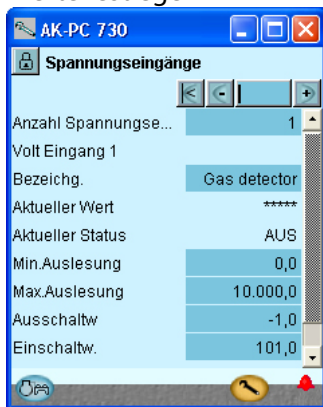 AK-PC 730
Spannungseingänge
Anzahl Spannungse... 1
Volt Eingang 1
Bezeichg. Gas detector
Aktueller Wert *****
Aktueller Status AUS
Min.Auslesung 0,0
Max.Auslesung 10.000,0
Ausschaltw -1,0
Einschaltw. 101,0